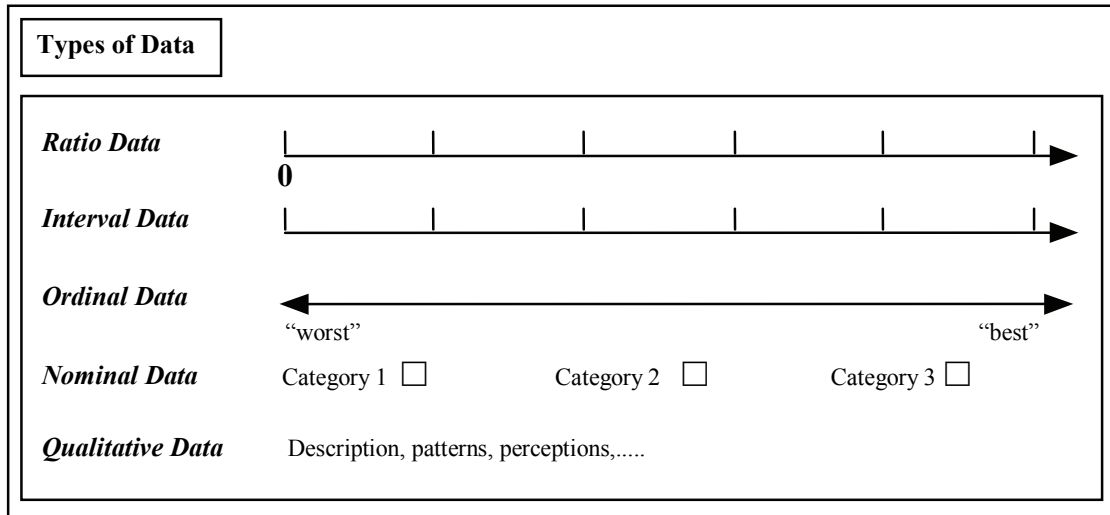 Types of Data
Ratio Data
0
Interval Data
Ordinal Data
“worst” “best”
Nominal Data Category 1 Category 2 Category 3
Qualitative Data Description, patterns, perceptions,.....